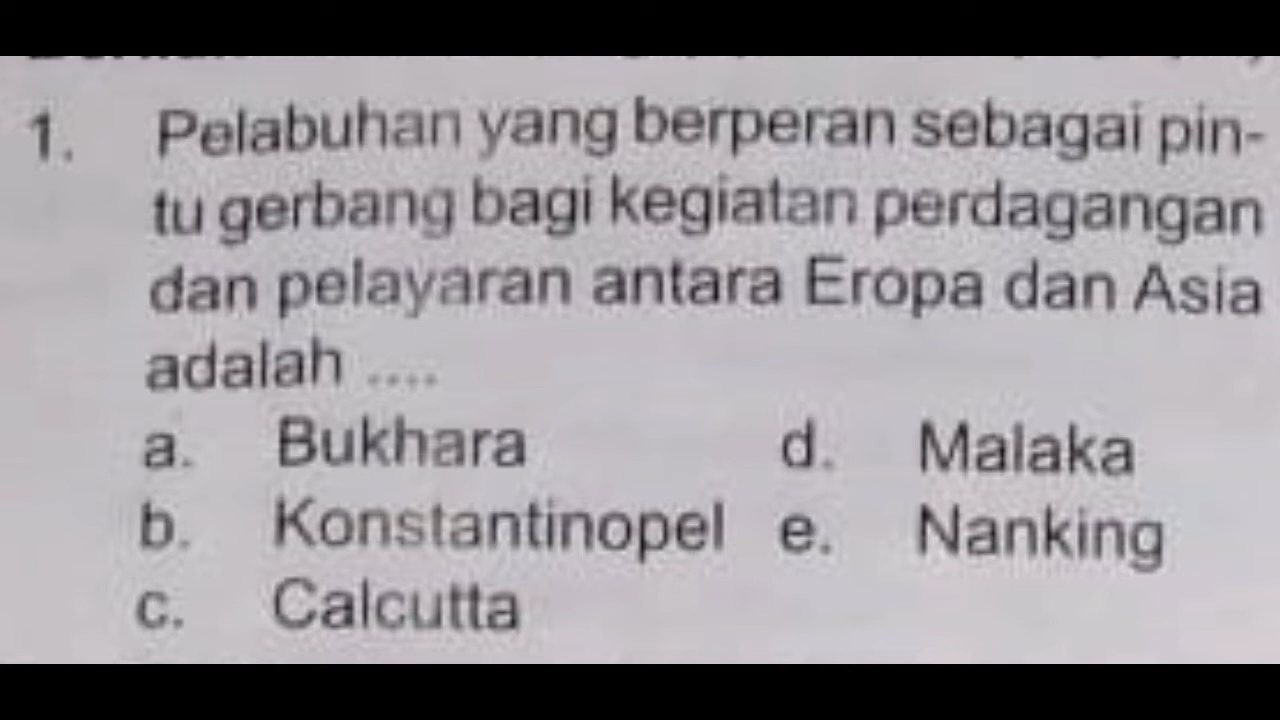 1. Pelabuhan yang berperan sebagai pin-
tu gerbang bagi kegiatan perdagangan
dan pelayaran antara Eropa dan Asia
adalah ....
a. Bukhara d. Malaka
b. Konstantinopel e. Nanking
c. Calcutta